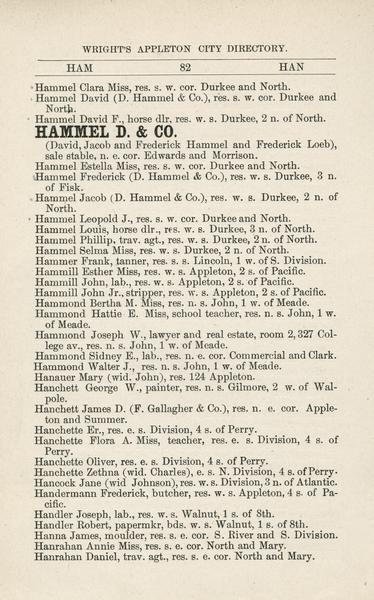 WRIGHT'S APPLETON CITY DIRECTORY.
HAM 82 HAN
Hammel Clara Miss, res. s. w. cor. Durkee and North.
Hammel David (D. Hammel & Co.), res. s. w. cor. Durkee and
North.
Hammel David F., horse dlr, res. w. s. Durkee, 2 n. of North.
HAMMEL D. & CO.
(David, Jacob and Frederick Hammel and Frederick Loeb),
sale stable, n. e. cor. Edwards and Morrison.
Hammel Estella Miss, res. s. w. cor. Durkee and North.
Hammel Frederick (D. Hammel & Co.), res. w. s. Durkee, 3 n.
of Fisk.
Hammel Jacob (D. Hammel & Co.), res. w. s. Durkee, 2 n. of
North.
Hammel Leopold J., res. s. w. cor. Durkee and North.
Hammel Louis, horse dlr., res. w. s. Durkee, 3 n. of North.
Hammel Phillip, trav. agt., res. w. s. Durkee, 2 n. of North.
Hammel Selma Miss, res. w. s. Durkee, 2 n. of North.
Hammer Frank, tanner, res. s. s. Lincoln, 1 w. of S. Division.
Hammill Esther Miss, res. w. s. Appleton, 2 s. of Pacific.
Hammill John, lab., res. w. s. Appleton, 2 s. of Pacific.
Hammill John Jr., stripper, res. w. s. Appleton, 2 s. of Pacific.
Hammond Bertha M. Miss, res. n. s. John, 1 w. of Meade.
Hammond Hattie E. Miss, school teacher, res. n. s. John, 1 w.
of Meade.
Hammond Joseph W., lawyer and real estate, room 2, 327 Col-
lege av., res. n. s. John, 1 w. of Meade.
Hammond Sidney E., lab., res. n. e. cor. Commercial and Clark.
Hammond Walter J., res. n. s. John, 1 w. of Meade.
Hanauer Mary (wid. John), res. 124 Appleton.
Hanchett George W., painter, res. n. s. Gilmore, 2 w. of Wal-
pole.
Hanchett James D. (F. Gallagher & Co.), res. n. e. cor. Apple-
ton and Summer.
Hanchette Er., res. e. s. Division, 4 s. of Perry.
Hanchette Flora A. Miss, teacher, res. e. s. Division, 4 s. of
Perry.
Hanchette Oliver, res. e. s. Division, 4 s. of Perry.
Hanchette Zethna (wid. Charles), e. s. N. Division, 4 s. of Perry.
Hancock Jane (wid Johnson), res. w. s. Division, 3 n. of Atlantic.
Handermann Frederick, butcher, res. w. s. Appleton, 4 s. of Pa-
cific.
Handler Joseph, lab., res. w. s. Walnut, 1 s. of 8th.
Handler Robert, papermkr, bds. w. s. Walnut, 1 s. of 8th.
Hanna James, moulder, res. s. e. cor. S. River and S. Division.
Hanrahan Annie Miss, res. s. e. cor. North and Mary.
Hanrahan Daniel, trav. agt., res. s. e. cor. North and Mary.